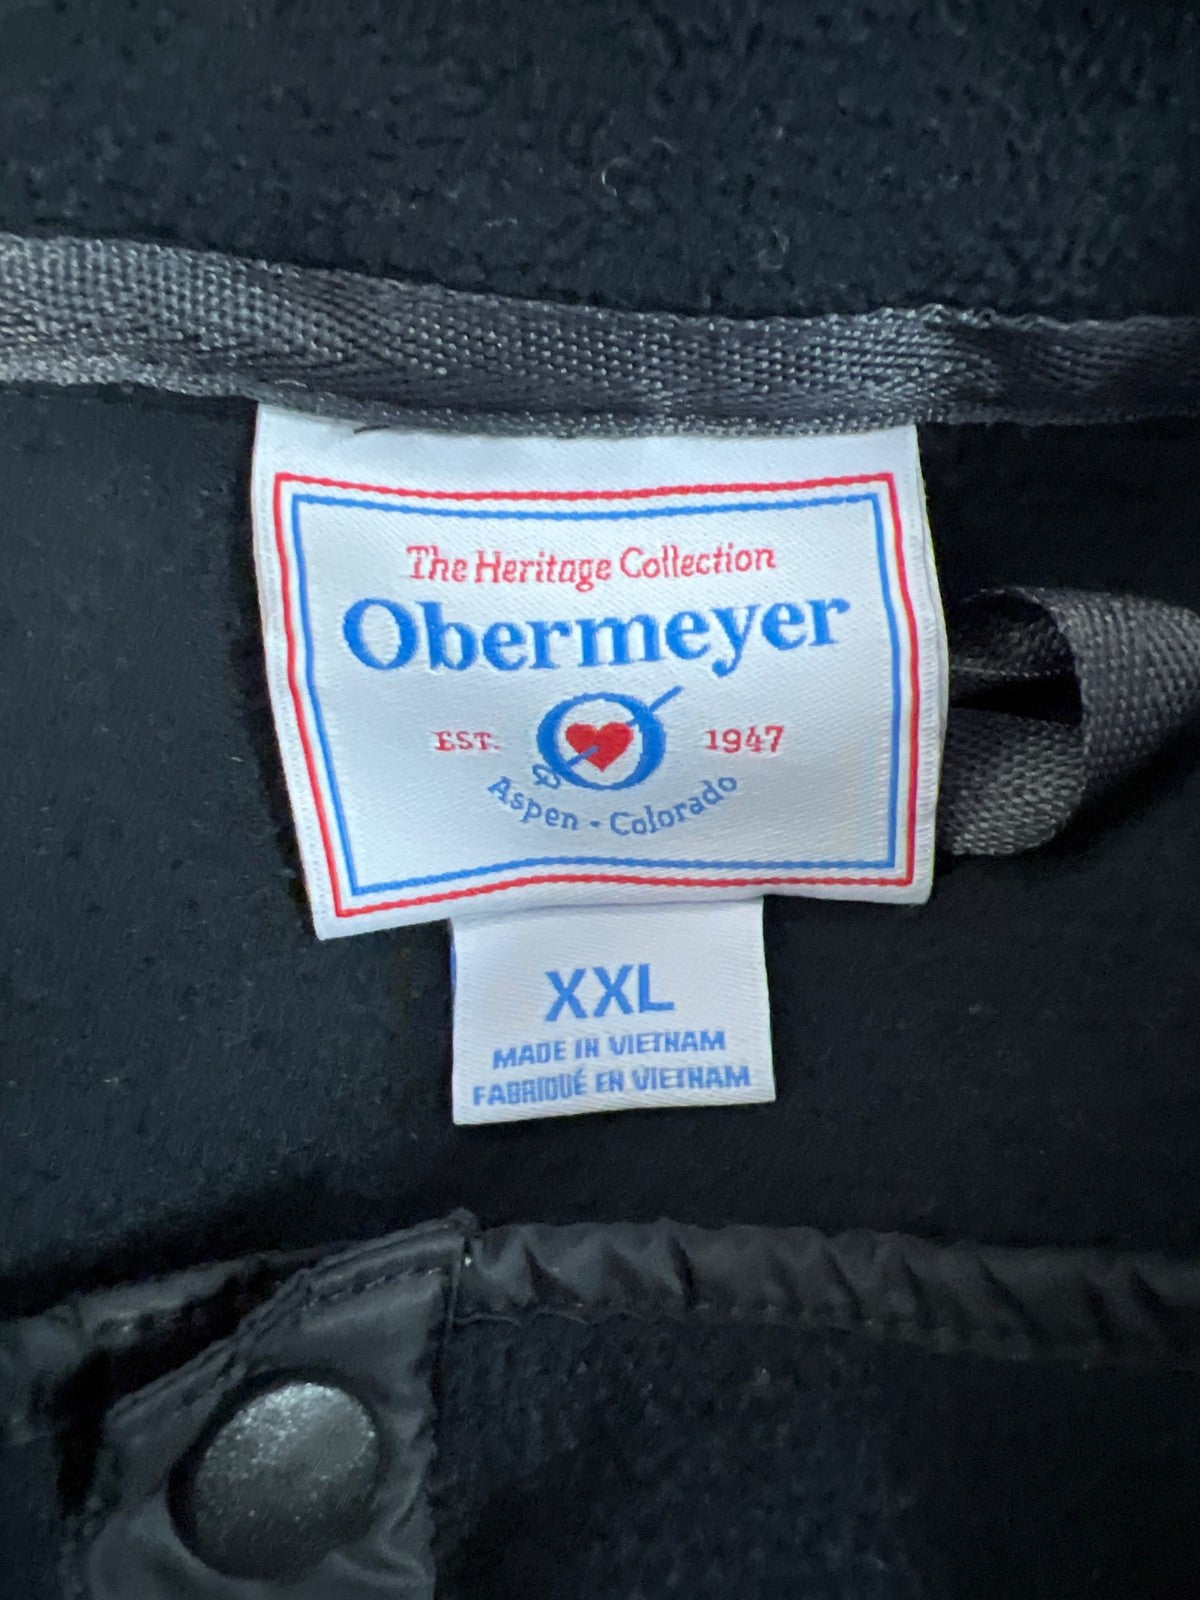 The Heritage Collection
Obermeyer
EST. 1947
Aspen - Colorado
XXL
MADE IN VIETNAM
FABRIQUÉ EN VIETNAM